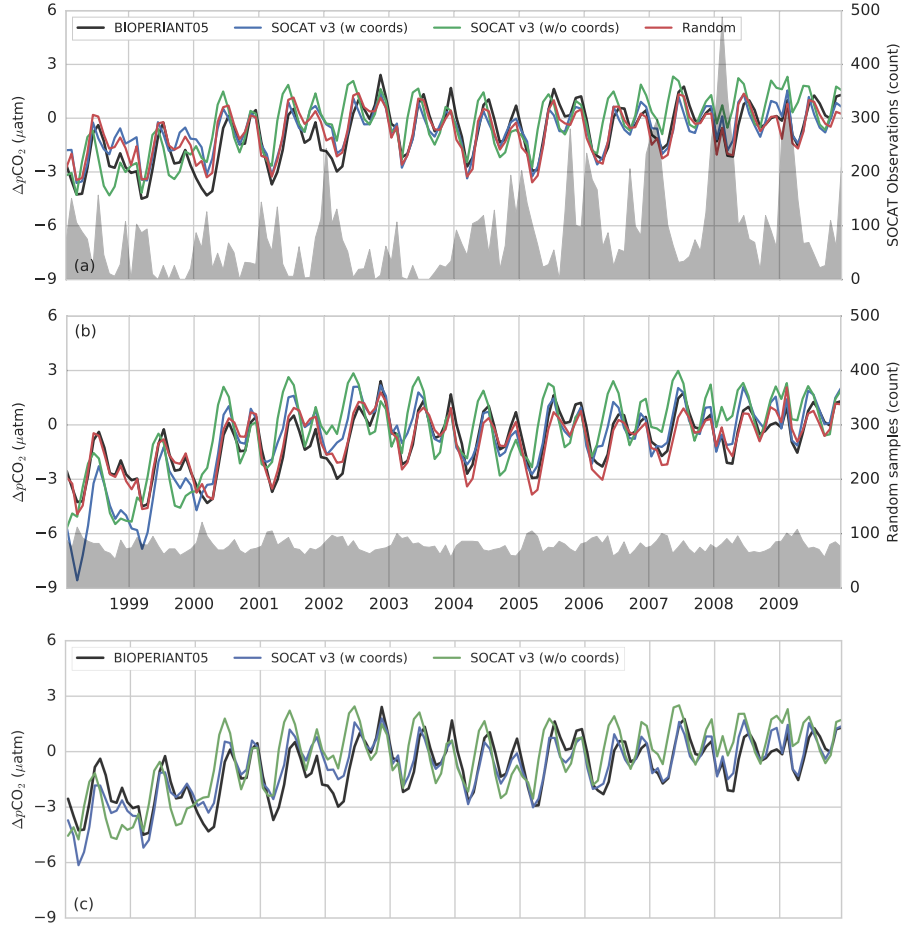 BIOPERIANT05 SOCAT v3 (w coords) SOCAT v3 (w/o coords) Random
6 3 0 −3 −6 −9
ΔpCO2 (μatm)
500 400 300 200 100 0
SOCAT Observations (count)
(a)
(b)
6 3 0 −3 −6 −9
ΔpCO2 (μatm)
500 400 300 200 100 0
Random samples (count)
1999 2000 2001 2002 2003 2004 2005 2006 2007 2008 2009
BIOPERIANT05 SOCAT v3 (w coords) SOCAT v3 (w/o coords)
6 3 0 −3 −6 −9
ΔpCO2 (μatm)
(c)